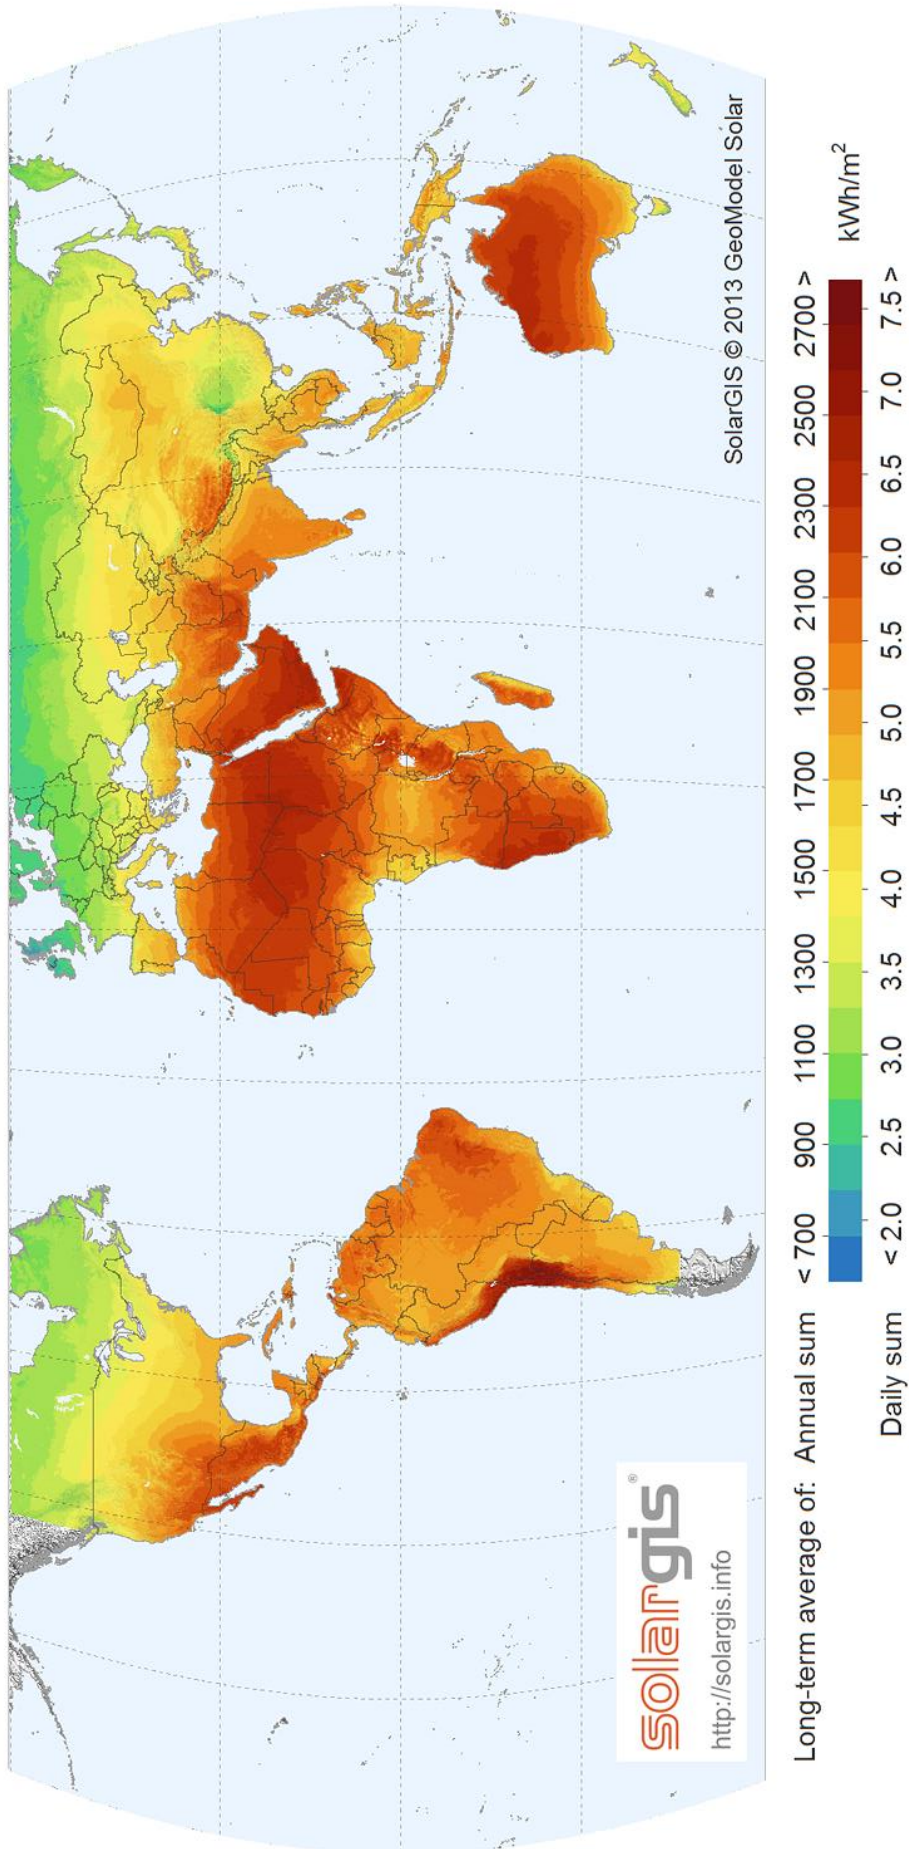 SolarGIS © 2013 GeoModel Solar
solargis®
http://solargis.info
Long-term average of: Annual sum < 700 900 1100 1300 1500 1700 1900 2100 2300 2500 2700 > kWh/m²
Daily sum < 2.0 2.5 3.0 3.5 4.0 4.5 5.0 5.5 6.0 6.5 7.0 7.5 >